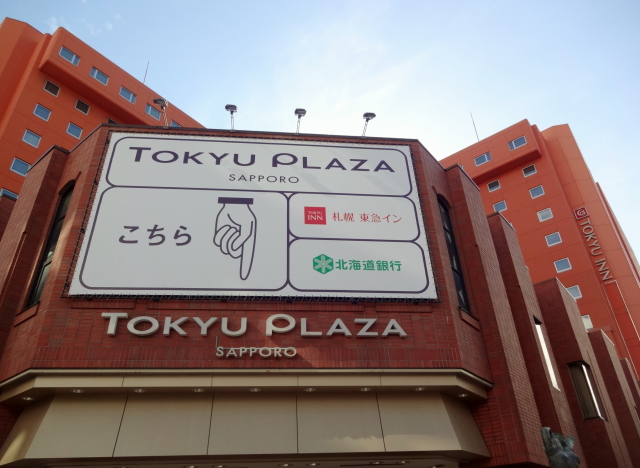 TOKYU PLAZA
SAPPORO
こちら
TOKYU
INN
札幌 東急イン
北海道銀行
TOKYU PLAZA
SAPPORO
TOKYU INN